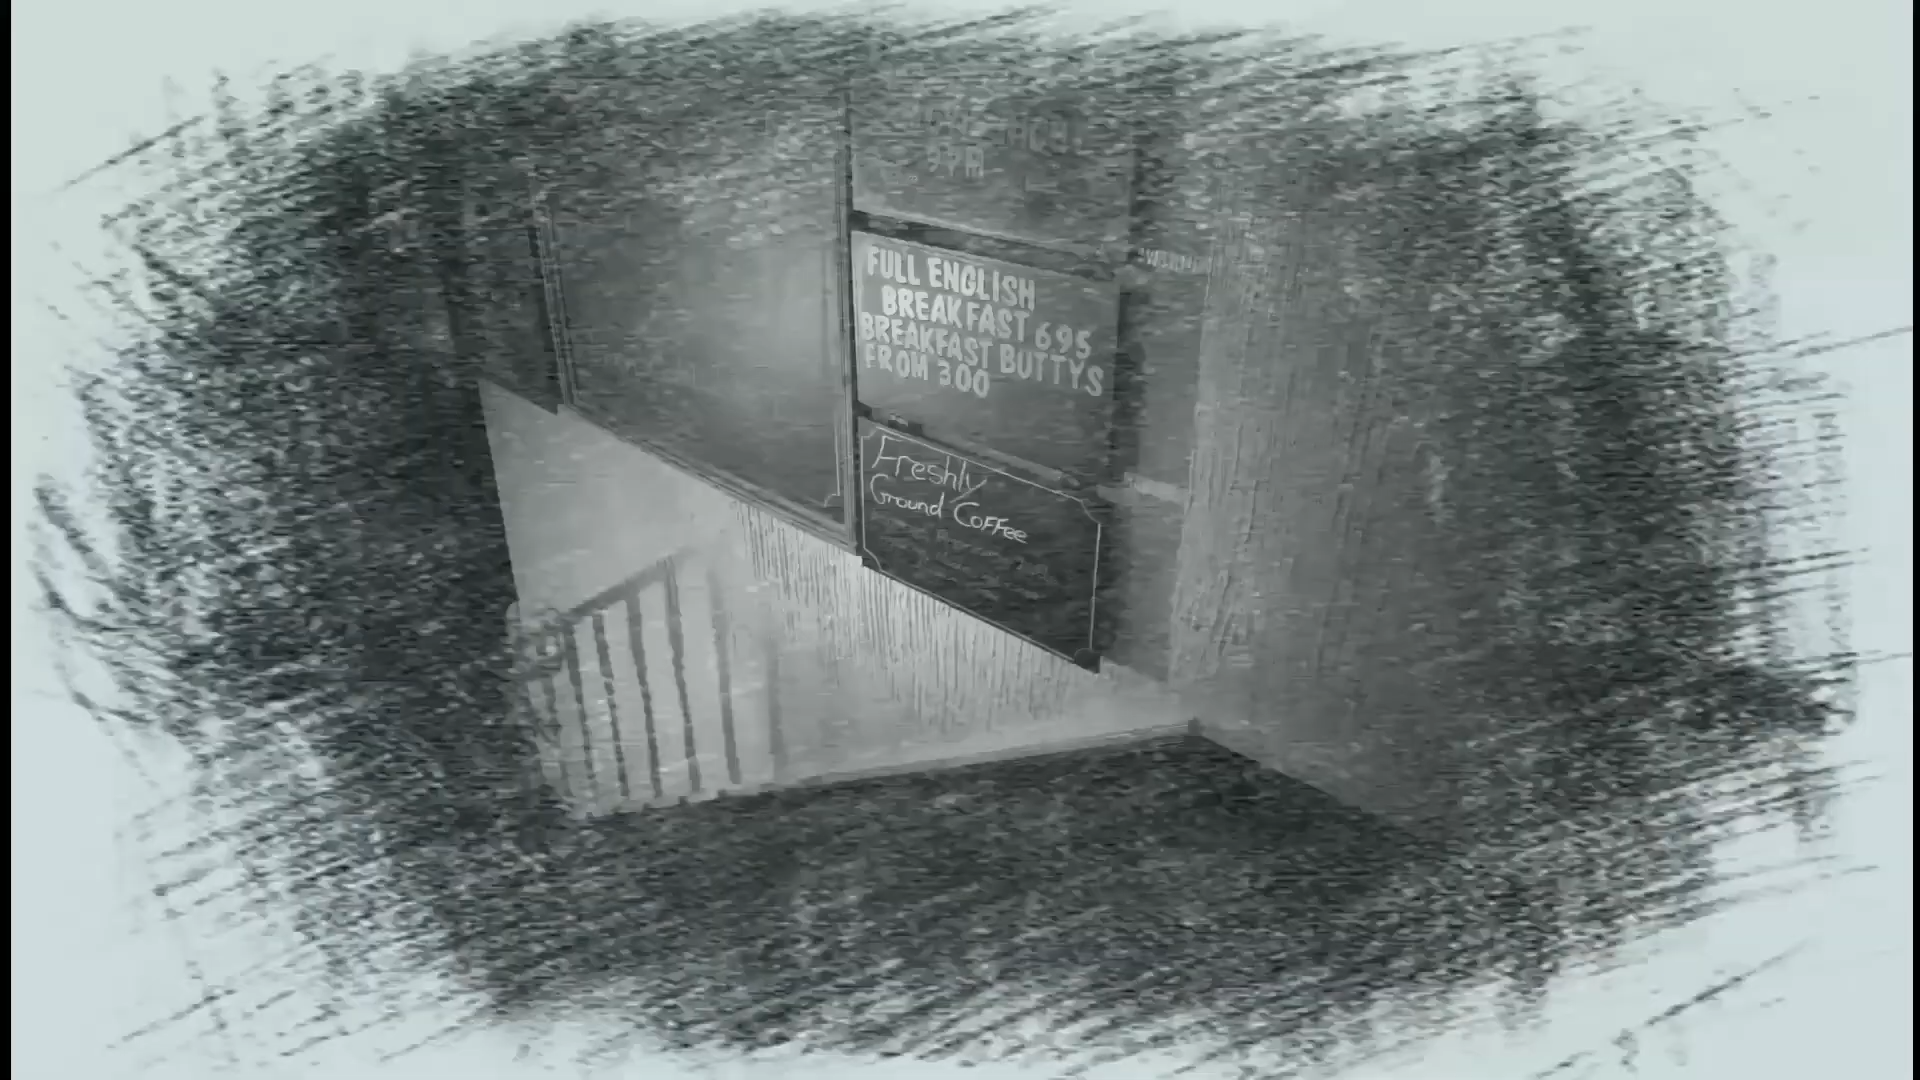 FULL ENGLISH
BREAKFAST 695
BREAKFAST BUTTYS
FROM 300
Freshly
Ground Coffee